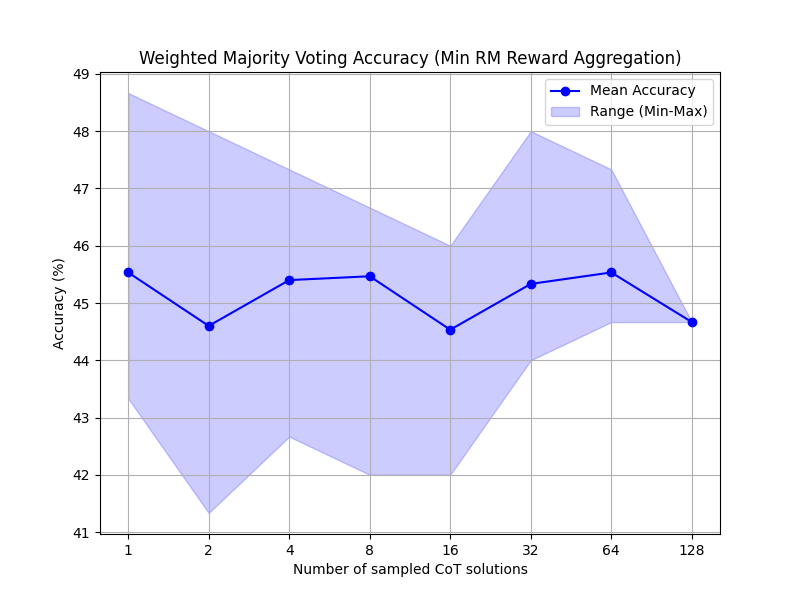 Weighted Majority Voting Accuracy (Min RM Reward Aggregation)
Mean Accuracy
Range (Min-Max)
49
48
47
46
45
44
43
42
41
Accuracy (%)
1 2 4 8 16 32 64 128
Number of sampled CoT solutions